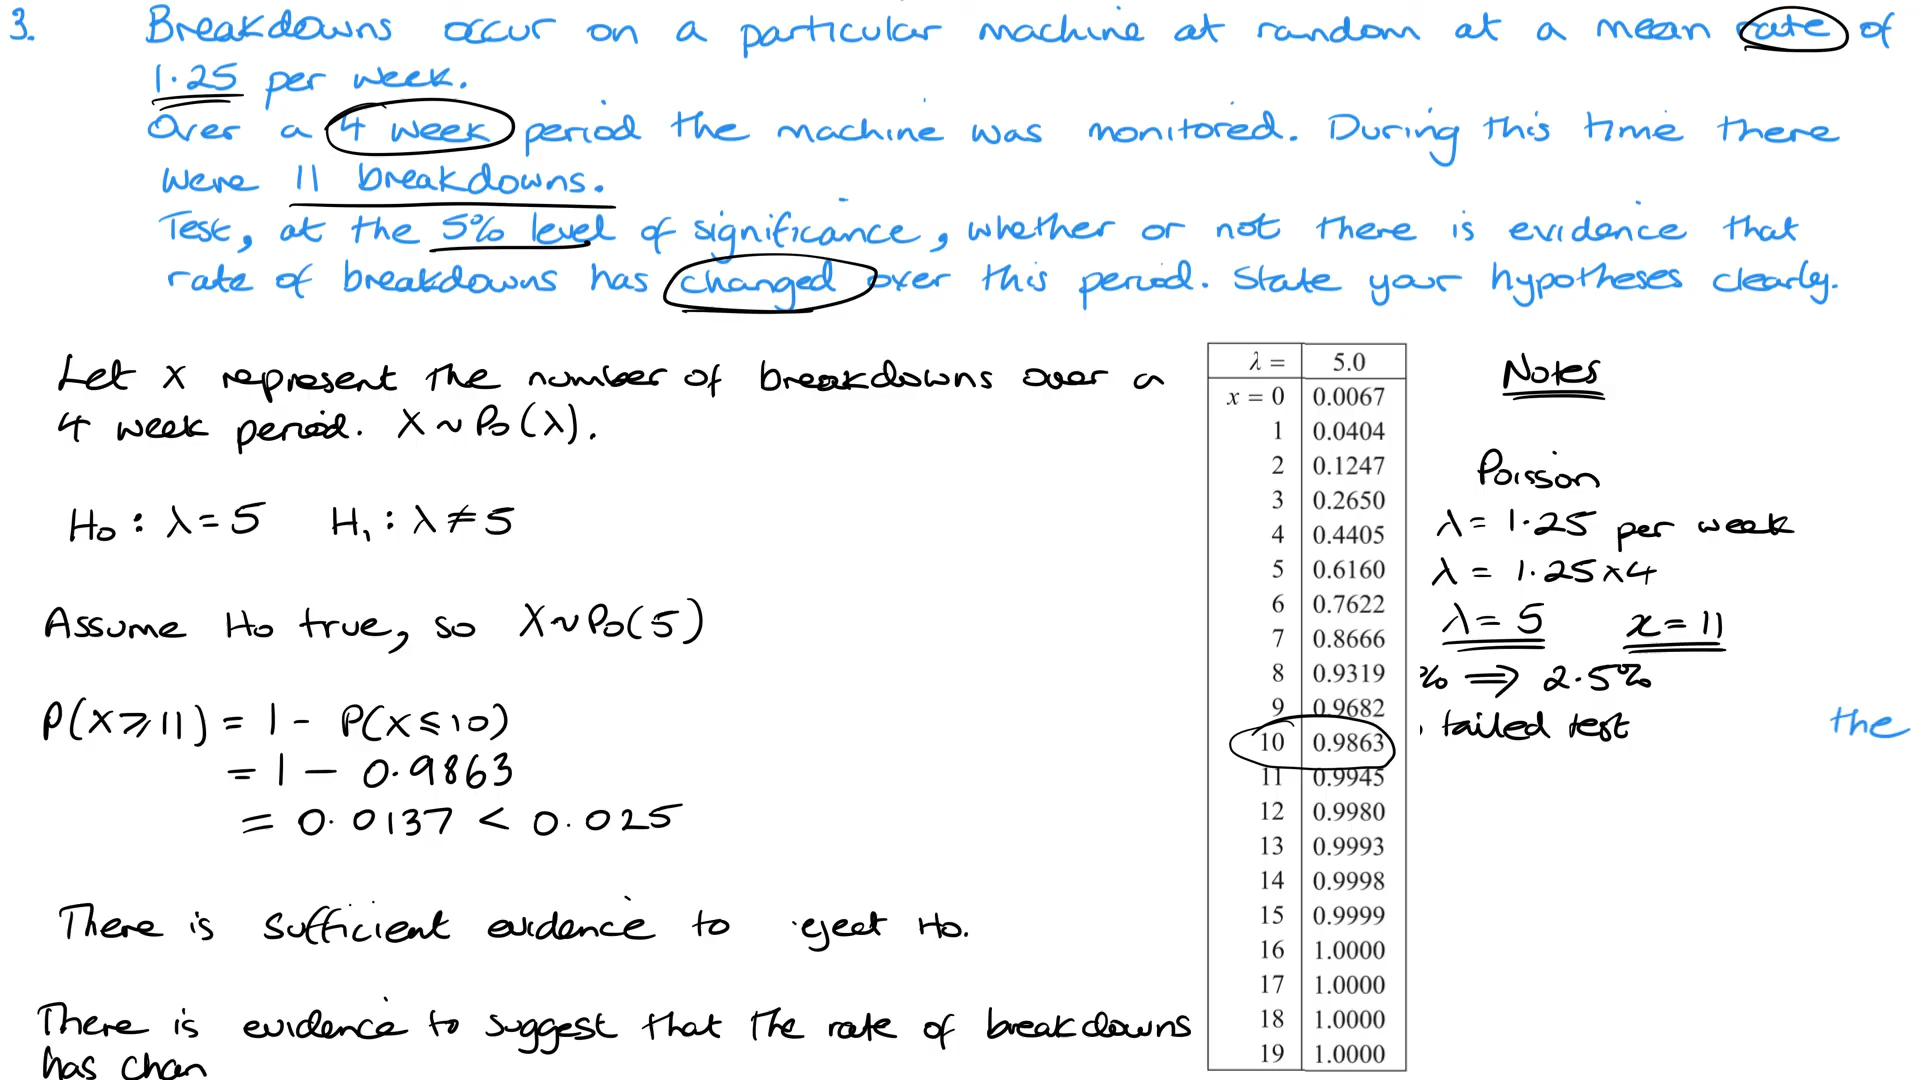 3. Breakdowns occur on a particular machine at random at a mean rate of
1.25 per week.
Over a 4 week period the machine was monitored. During this time there
were 11 breakdowns.
Test, at the 5% level of significance, whether or not there is evidence that
rate of breakdowns has changed over this period. State your hypotheses clearly.
Let X represent the number of breakdowns over a
4 week period. X ~ Po(λ).
H₀ : λ = 5 H₁ : λ ≠ 5
Assume H₀ true, so X ~ Po(5)
P(X ⩾ 11) = 1 - P(X ≤ 10)
= 1 - 0.9863
= 0.0137 < 0.025
There is sufficient evidence to eject H₀.
There is evidence to suggest that the rate of breakdowns
has chan
λ = 5.0
x = 0 0.0067
1 0.0404
2 0.1247
3 0.2650
4 0.4405
5 0.6160
6 0.7622
7 0.8666
8 0.9319
9 0.9682
10 0.9863
11 0.9945
12 0.9980
13 0.9993
14 0.9998
15 0.9999
16 1.0000
17 1.0000
18 1.0000
19 1.0000
Notes
Poisson
λ = 1.25 per week
λ = 1.25 × 4
λ = 5 x = 11
% ⟹ 2.5%
tailed test
the